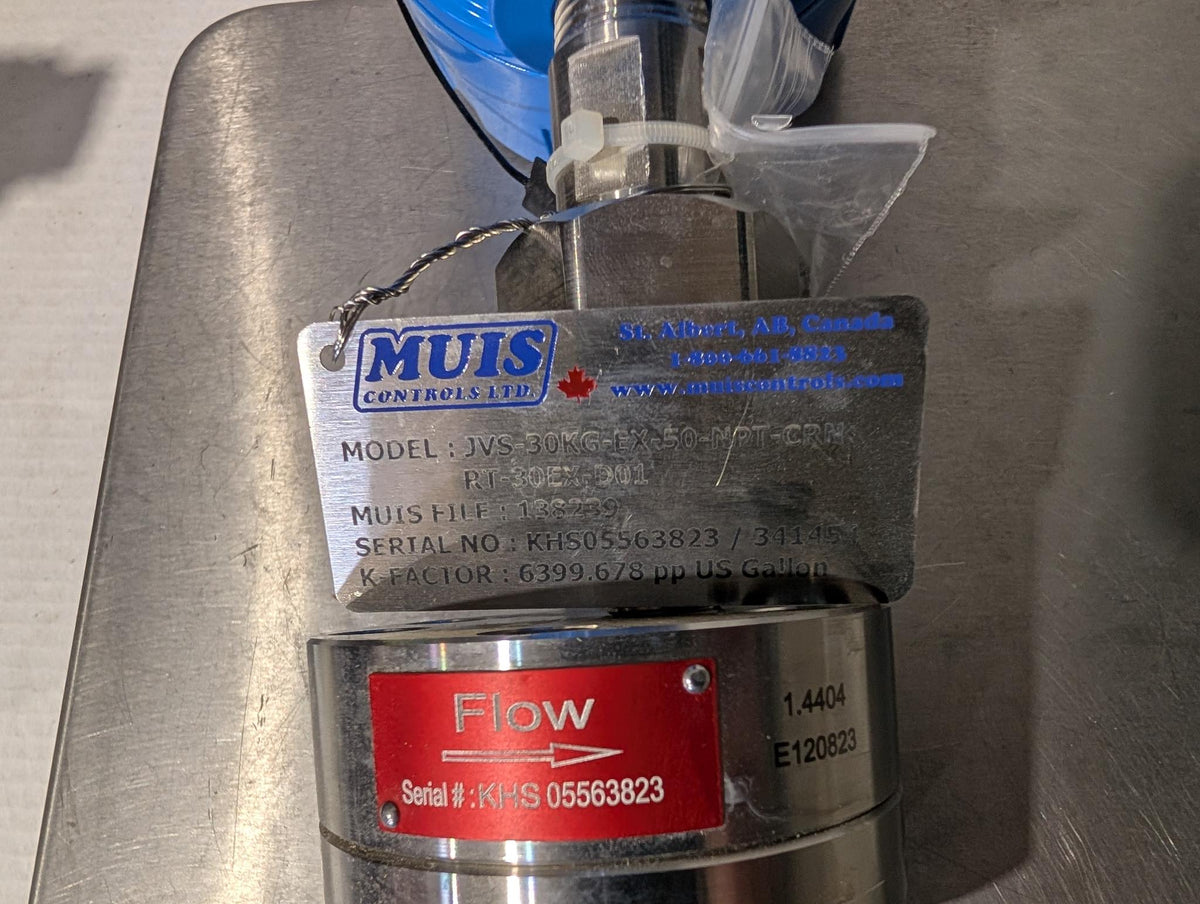 MUIS
CONTROLS LTD.
St. Albert, AB, Canada
1-800-661-8823
www.muiscontrols.com
MODEL : JVS-30KG-EX-50-NPT-CRN
RT-30EX-D01
MUIS FILE : 138239
SERIAL NO : KHS05563823 / 34145
K-FACTOR : 6399.678 pp US Gallon
Flow
Serial # : KHS 05563823
1.4404
E120823